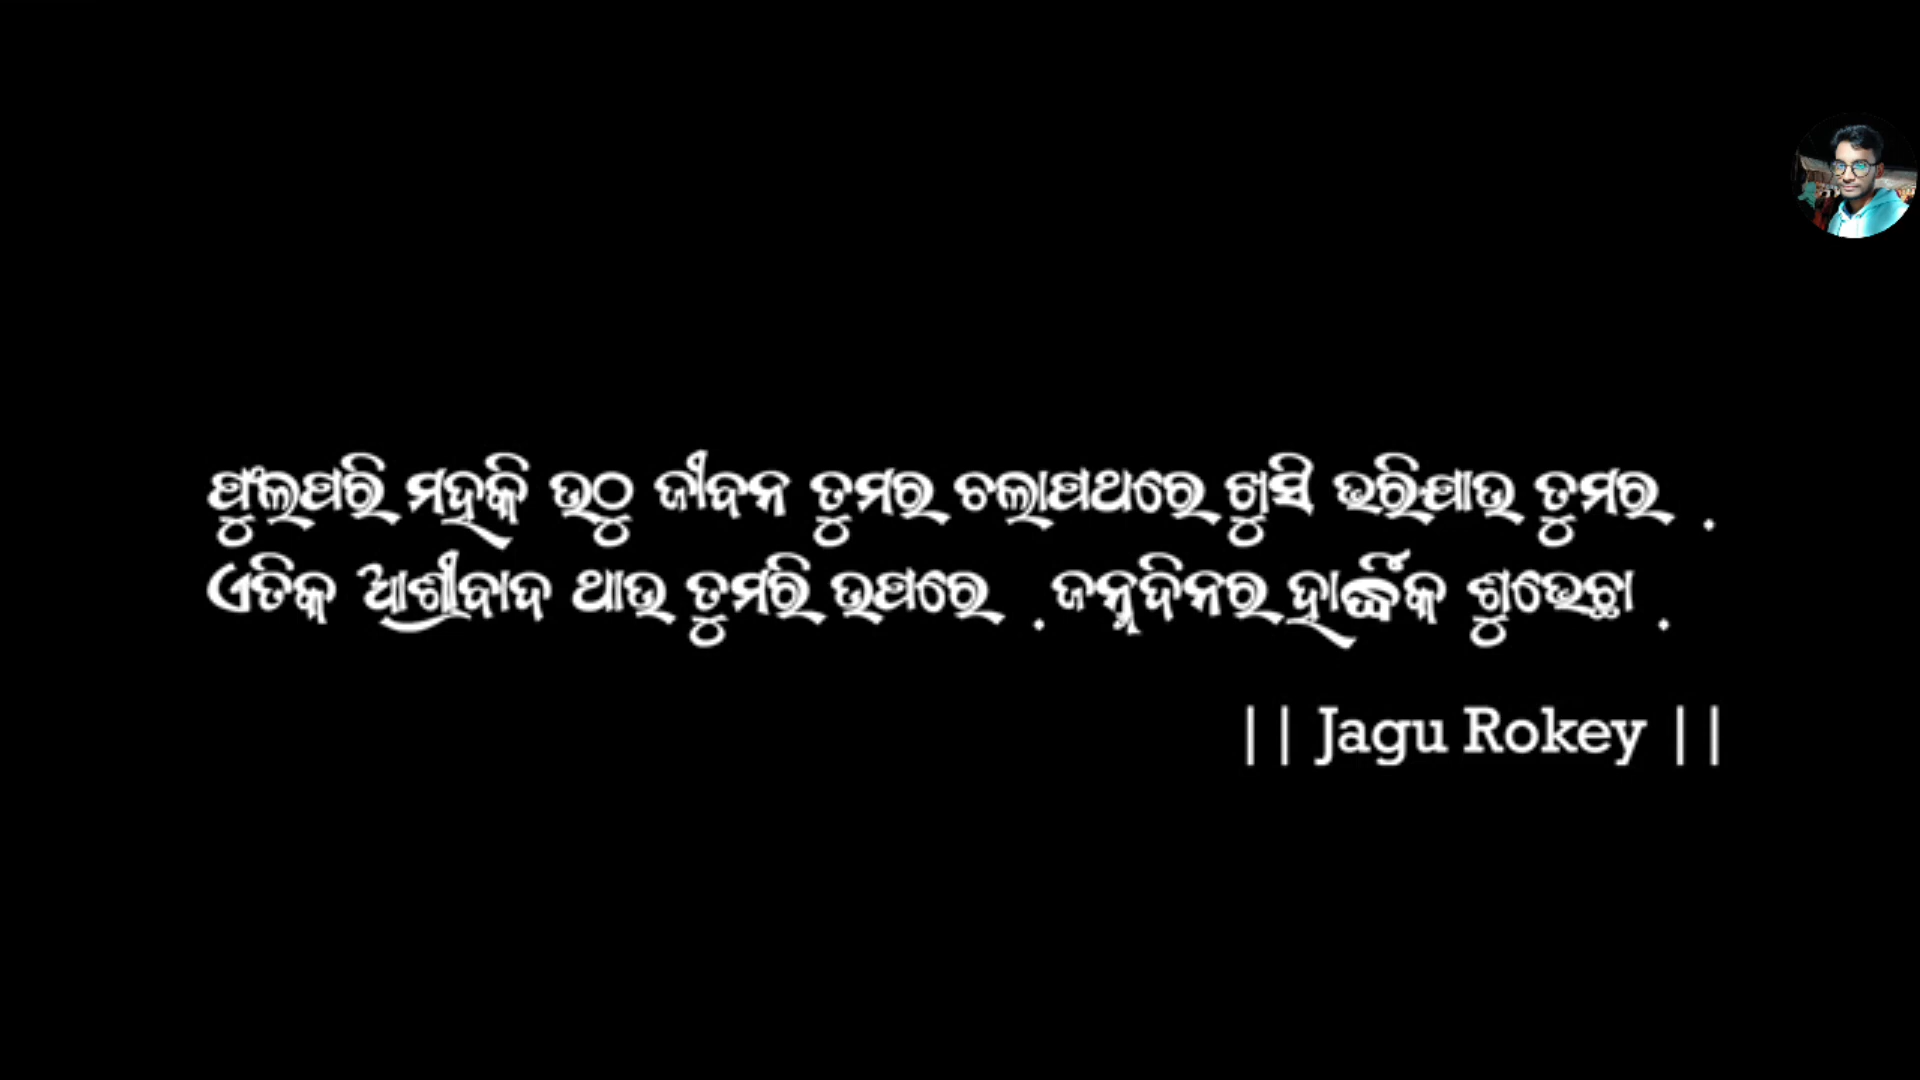 ଫୁଲପରି ମହକି ଉଠୁ ଜୀବନ ତୁମର ଚଲାପଥରେ ଖୁସି ଭରିଯାଉ ତୁମର .
ଏତିକ ଆଶ୍ରୀବାଦ ଥାଉ ତୁମରି ଉପରେ . ଜନ୍ମଦିନର ହାର୍ଦ୍ଧିକ ଶୁଭେଛା .
|| Jagu Rokey ||